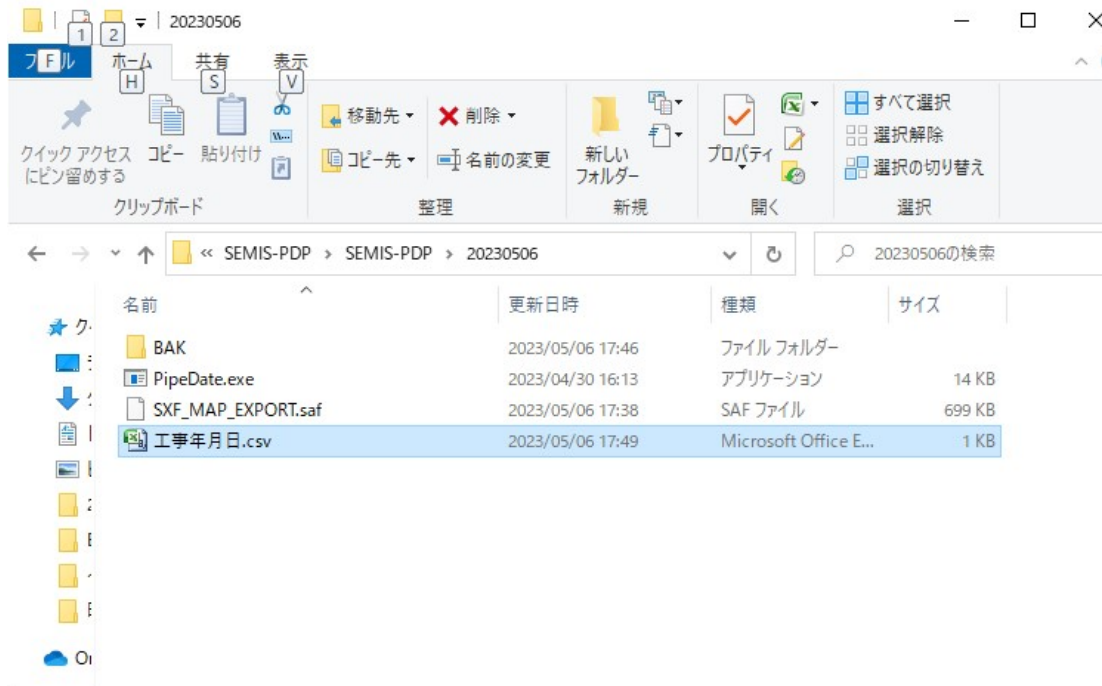 1 2 20230506
ファイル F ホーム H 共有 S 表示 V
クイック アクセス
にピン留めする
コピー
貼り付け
移動先
コピー先
削除
名前の変更
新しい
フォルダー
プロパティ
すべて選択
選択解除
選択の切り替え
クリップボード 整理 新規 開く 選択
« SEMIS-PDP › SEMIS-PDP › 20230506 20230506の検索
名前 更新日時 種類 サイズ
BAK 2023/05/06 17:46 ファイル フォルダー
PipeDate.exe 2023/04/30 16:13 アプリケーション 14 KB
SXF_MAP_EXPORT.saf 2023/05/06 17:38 SAF ファイル 699 KB
工事年月日.csv 2023/05/06 17:49 Microsoft Office E... 1 KB